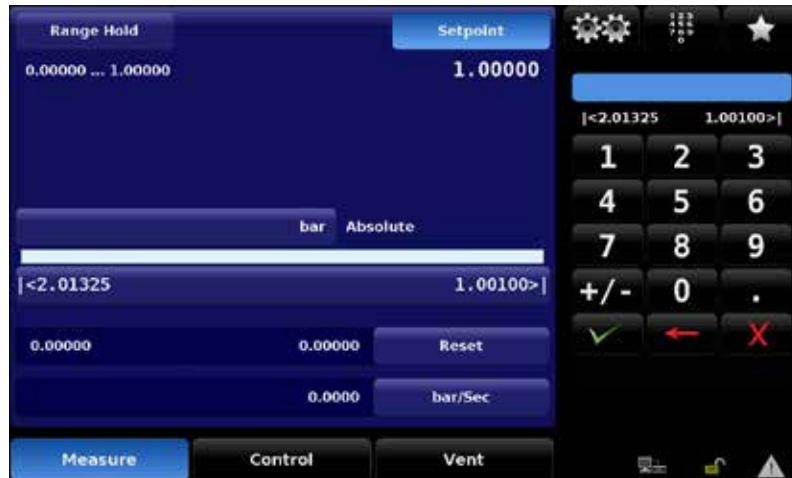 Range Hold Setpoint
0.00000 ... 1.00000 1.00000
|<2.01325 1.00100>|
1 2 3
4 5 6
bar Absolute
7 8 9
|<2.01325 1.00100>|
+/- 0 .
0.00000 0.00000 Reset
0.0000 bar/Sec
Measure Control Vent